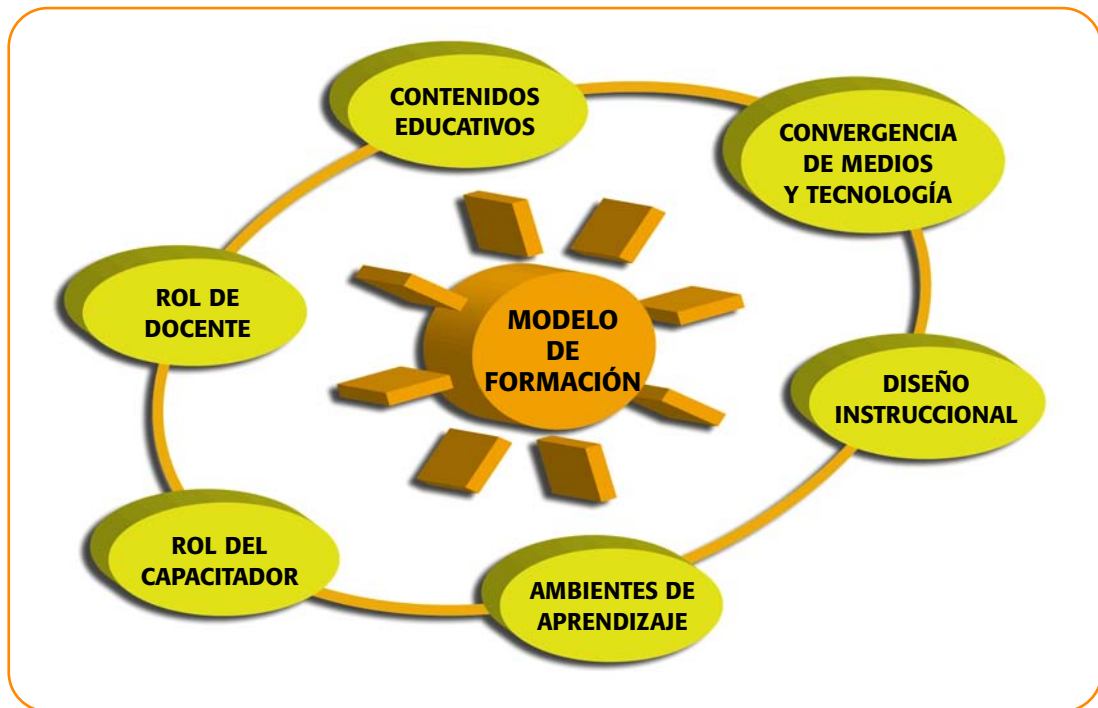 CONTENIDOS
EDUCATIVOS
CONVERGENCIA
DE MEDIOS
Y TECNOLOGÍA
ROL DE
DOCENTE
MODELO
DE
FORMACIÓN
DISEÑO
INSTRUCCIONAL
ROL DEL
CAPACITADOR
AMBIENTES DE
APRENDIZAJE